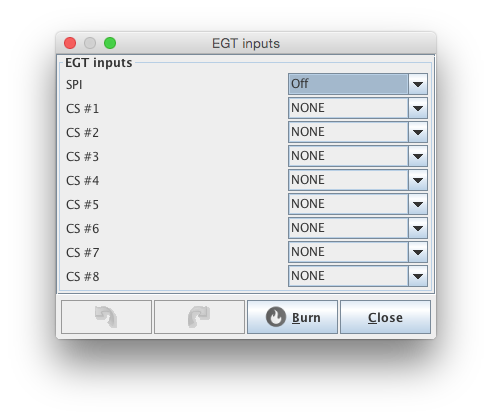 EGT inputs
EGT inputs
SPI Off
CS #1 NONE
CS #2 NONE
CS #3 NONE
CS #4 NONE
CS #5 NONE
CS #6 NONE
CS #7 NONE
CS #8 NONE
Burn Close